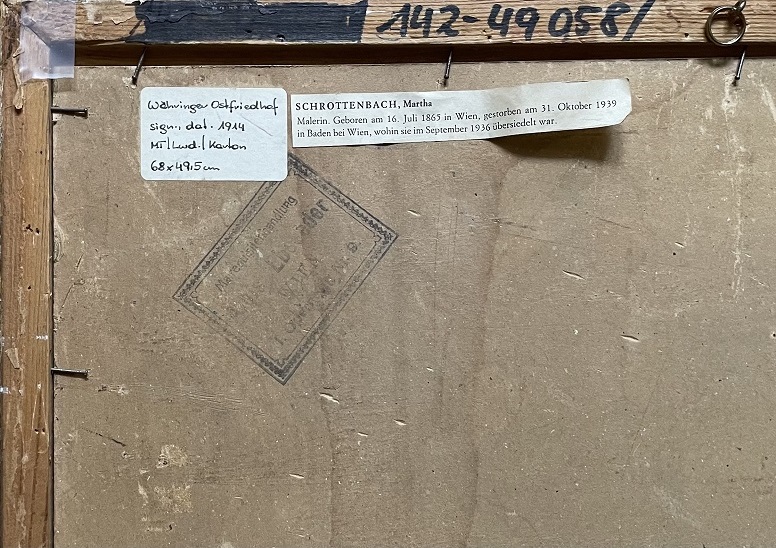 142-49058/
Währinger Ostfriedhof
sign.: dat. 1914
MT/Lwd./Karton
68x49,5cm
SCHROTTENBACH, Martha
Malerin. Geboren am 16. Juli 1865 in Wien, gestorben am 31. Oktober 1939
in Baden bei Wien, wohin sie im September 1936 übersiedelt war.
WIEN